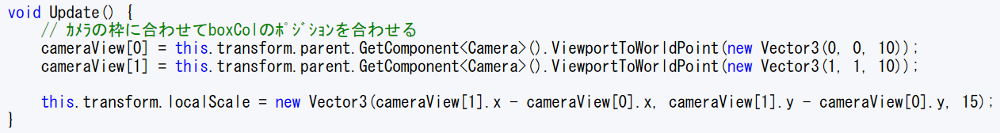 void Update() {
    // ｶﾒﾗの枠に合わせてboxColのﾎﾟｼﾞｼｮﾝを合わせる
    cameraView[0] = this.transform.parent.GetComponent<Camera>().ViewportToWorldPoint(new Vector3(0, 0, 10));
    cameraView[1] = this.transform.parent.GetComponent<Camera>().ViewportToWorldPoint(new Vector3(1, 1, 10));

    this.transform.localScale = new Vector3(cameraView[1].x - cameraView[0].x, cameraView[1].y - cameraView[0].y, 15);
}